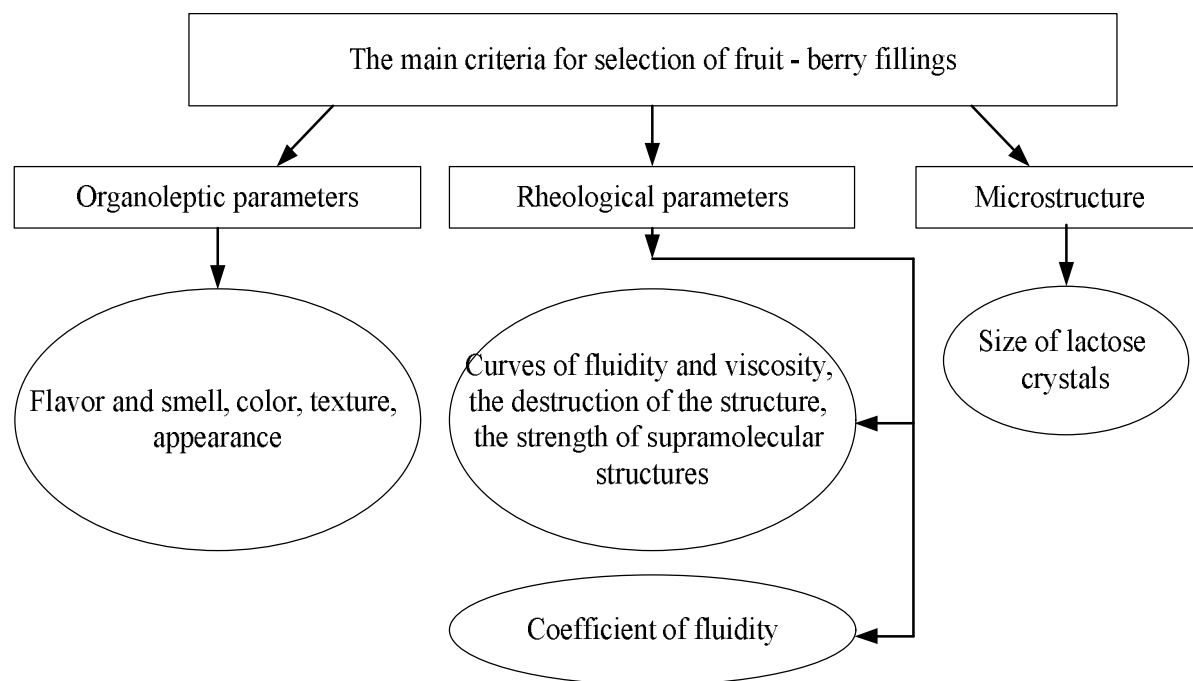 The main criteria for selection of fruit - berry fillings
Organoleptic parameters
Rheological parameters
Microstructure
Flavor and smell, color, texture,
appearance
Curves of fluidity and viscosity,
the destruction of the structure,
the strength of supramolecular
structures
Size of lactose
crystals
Coefficient of fluidity